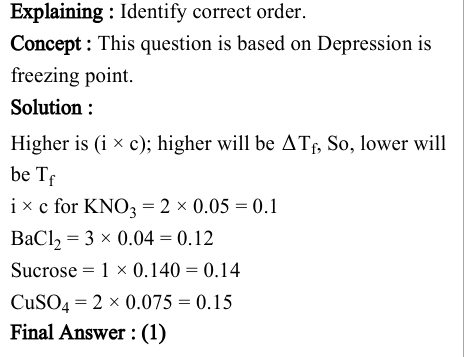 Explaining : Identify correct order.
Concept : This question is based on Depression is
freezing point.
Solution :
Higher is (i × c); higher will be ΔT_f, So, lower will
be T_f
i × c for KNO₃ = 2 × 0.05 = 0.1
BaCl₂ = 3 × 0.04 = 0.12
Sucrose = 1 × 0.140 = 0.14
CuSO₄ = 2 × 0.075 = 0.15
Final Answer : (1)